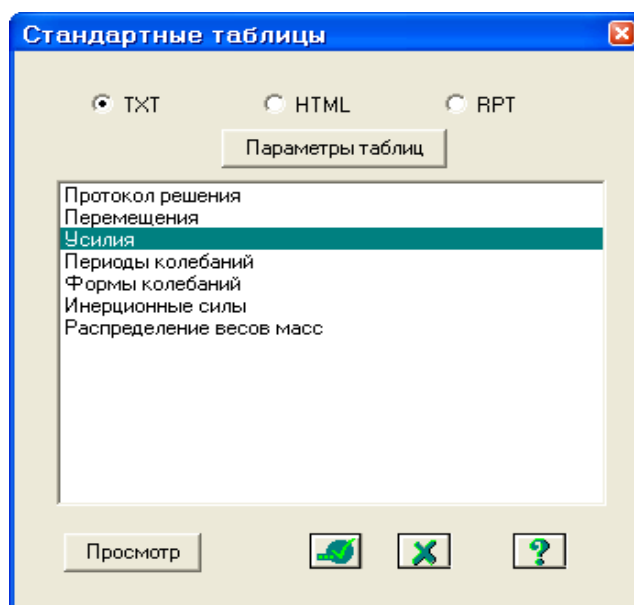 Стандартные таблицы
TXT HTML RPT
Параметры таблиц
Протокол решения
Перемещения
Усилия
Периоды колебаний
Формы колебаний
Инерционные силы
Распределение весов масс
Просмотр
?